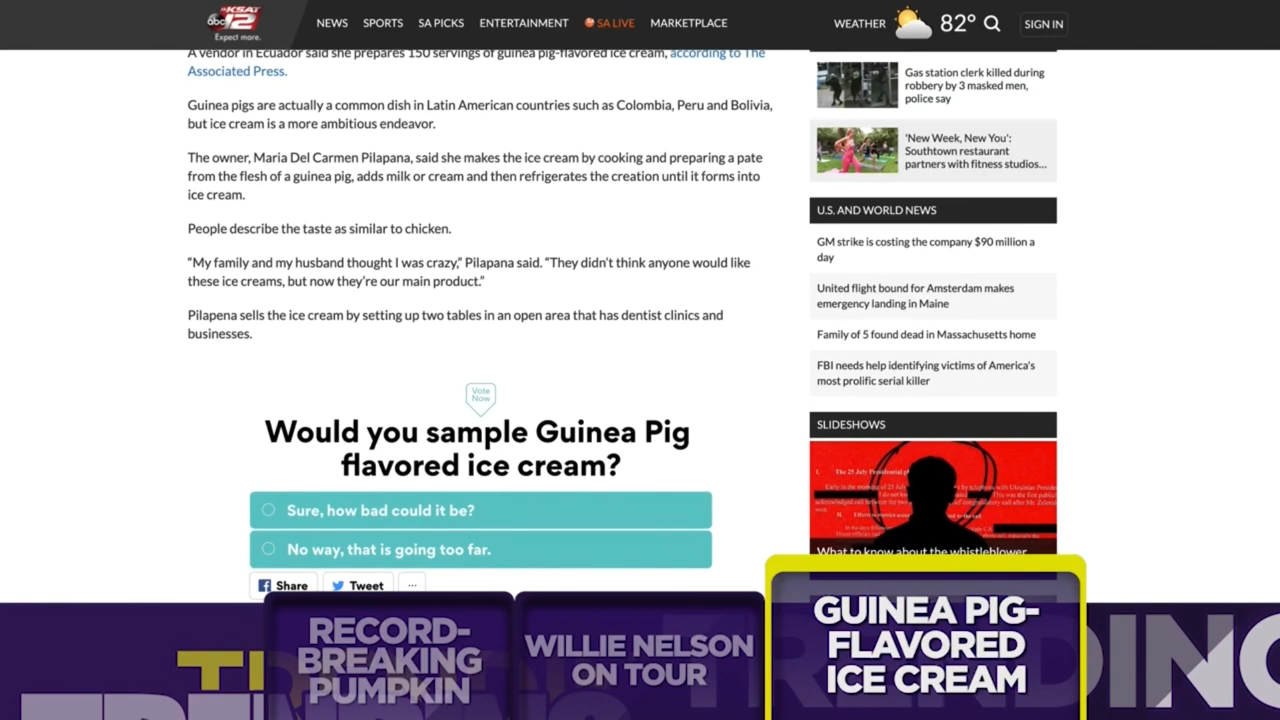 KSAT
abc 12
Expect more.
NEWS
SPORTS
SA PICKS
ENTERTAINMENT
SA LIVE
MARKETPLACE
WEATHER
82°
SIGN IN
A vendor in Ecuador said she prepares 150 servings of guinea pig-flavored ice cream, according to The
Associated Press.
Guinea pigs are actually a common dish in Latin American countries such as Colombia, Peru and Bolivia,
but ice cream is a more ambitious endeavor.
The owner, Maria Del Carmen Pilapana, said she makes the ice cream by cooking and preparing a pate
from the flesh of a guinea pig, adds milk or cream and then refrigerates the creation until it forms into
ice cream.
People describe the taste as similar to chicken.
“My family and my husband thought I was crazy,” Pilapana said. “They didn’t think anyone would like
these ice creams, but now they’re our main product.”
Pilapena sells the ice cream by setting up two tables in an open area that has dentist clinics and
businesses.
Vote
Now
Would you sample Guinea Pig
flavored ice cream?
Sure, how bad could it be?
No way, that is going too far.
Share
Tweet
...
Gas station clerk killed during
robbery by 3 masked men,
police say
'New Week, New You':
Southtown restaurant
partners with fitness studios...
U.S. AND WORLD NEWS
GM strike is costing the company $90 million a
day
United flight bound for Amsterdam makes
emergency landing in Maine
Family of 5 found dead in Massachusetts home
FBI needs help identifying victims of America's
most prolific serial killer
SLIDESHOWS
I. The 25 July Presidential
What to know about the whistleblower
RECORD-
BREAKING
PUMPKIN
WILLIE NELSON
ON TOUR
GUINEA PIG-
FLAVORED
ICE CREAM
TRENDING